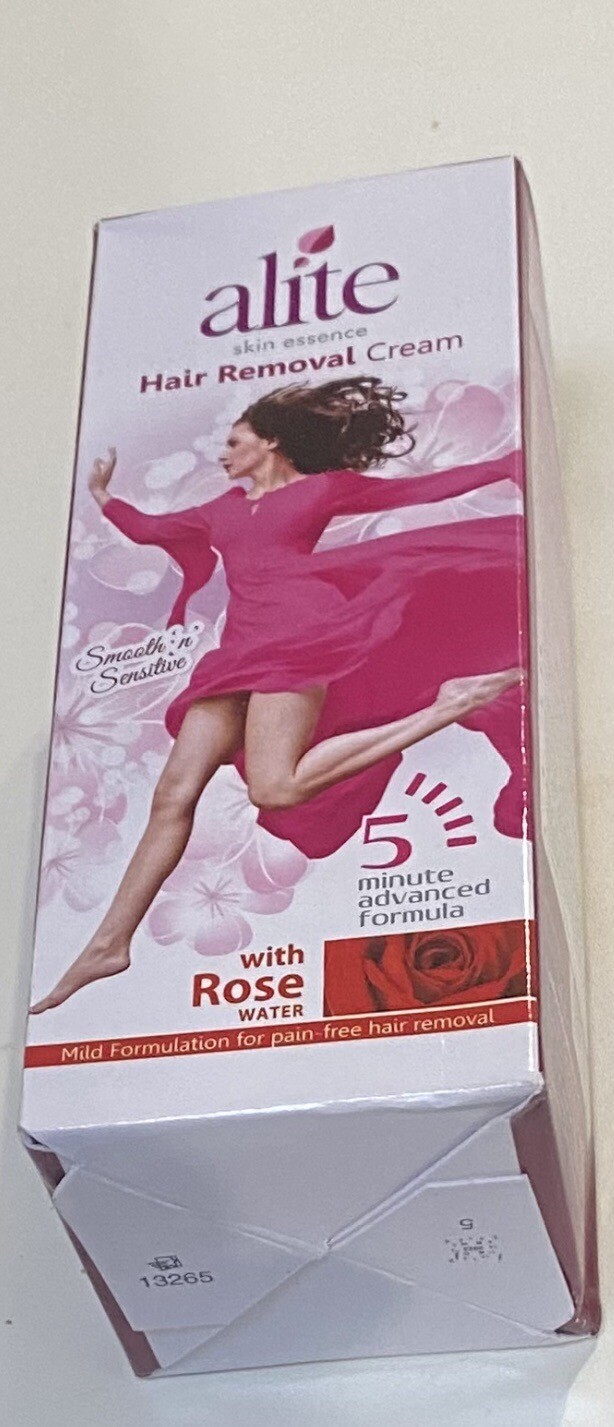 alite
skin essence
Hair Removal Cream
Smooth 'n'
Sensitive
5
minute
advanced
formula
with
Rose
WATER
Mild Formulation for pain-free hair removal
13265
5